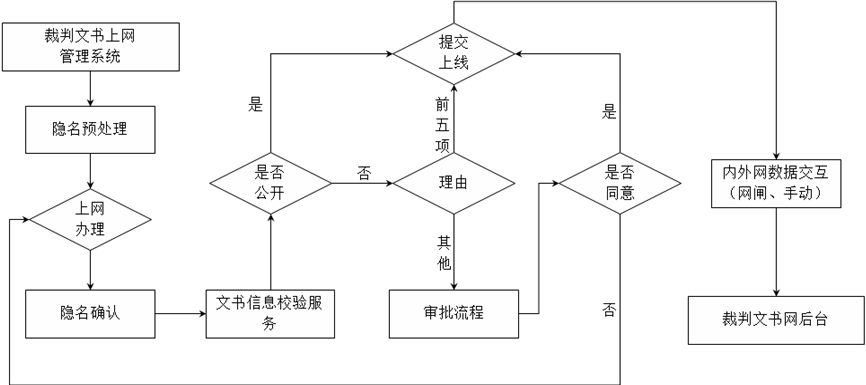 裁判文书上网
管理系统
隐名预处理
上网
办理
隐名确认
文书信息校验服
务
是否
公开
是
否
理由
前
五
项
其
他
提交
上线
审批流程
是否
同意
是
否
内外网数据交互
（网闸、手动）
裁判文书网后台